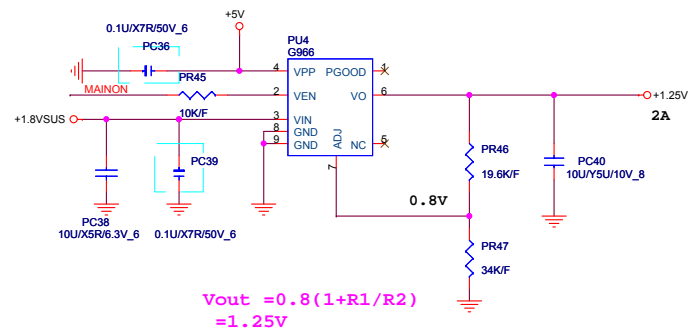 +5V
0.1U/X7R/50V_6
PC36
PU4
G966
4 VPP PGOOD 1
MAINON
PR45
10K/F
2 VEN VO 6
+1.25V
2A
+1.8VSUS
3 VIN
8 GND
9 GND
ADJ
7
NC 5
PC38
10U/X5R/6.3V_6
PC39
0.1U/X7R/50V_6
PR46
19.6K/F
PC40
10U/Y5U/10V_8
0.8V
PR47
34K/F
Vout =0.8(1+R1/R2)
=1.25V